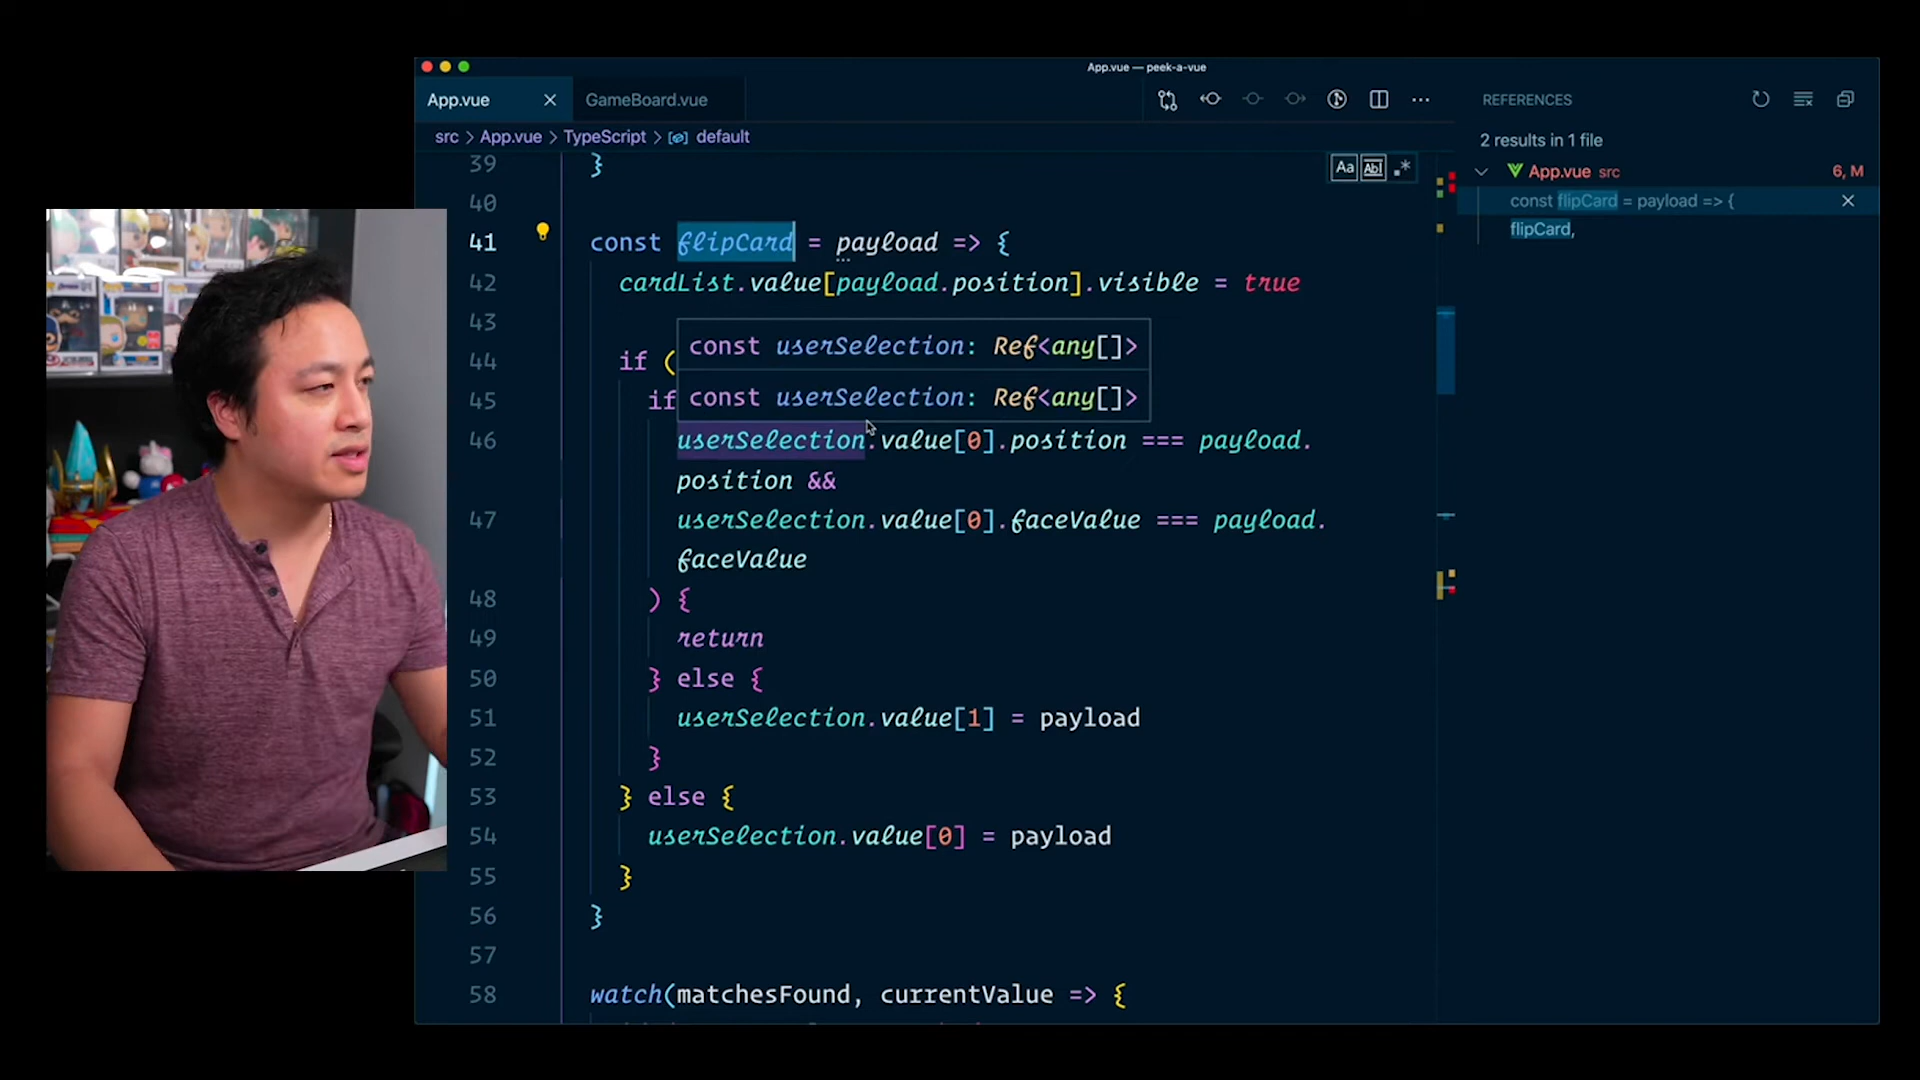 App.vue — peek-a-vue
App.vue
GameBoard.vue
REFERENCES
src > App.vue > TypeScript > default
2 results in 1 file
App.vue src 6, M
const flipCard = payload => {
flipCard,
Aa Abl .*
39 }
40
41 const flipCard = payload => {
42 cardList.value[payload.position].visible = true
43
const userSelection: Ref<any[]>
44 if (
45 if
const userSelection: Ref<any[]>
46 userSelection.value[0].position === payload.
position &&
47 userSelection.value[0].faceValue === payload.
faceValue
48 ) {
49 return
50 } else {
51 userSelection.value[1] = payload
52 }
53 } else {
54 userSelection.value[0] = payload
55 }
56 }
57
58 watch(matchesFound, currentValue => {